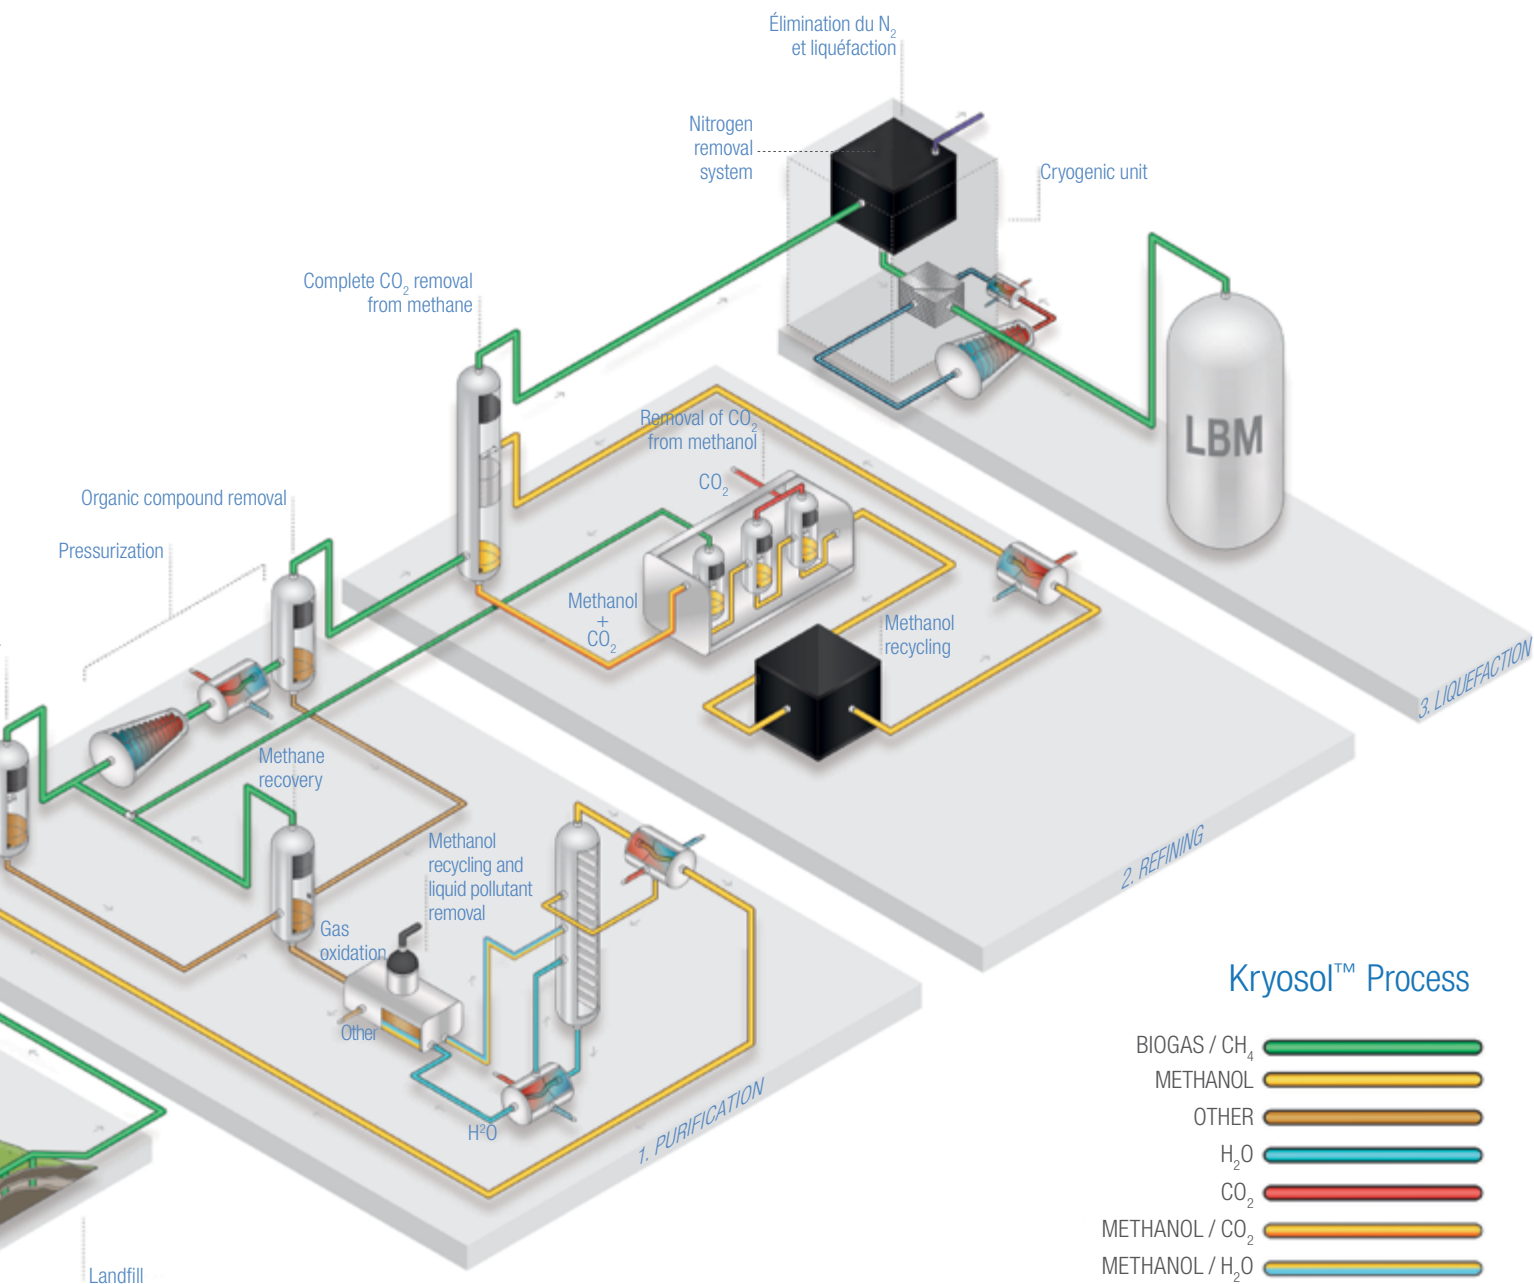 Élimination du N2
et liquéfaction
Nitrogen
removal
system
Cryogenic unit
Complete CO2 removal
from methane
Removal of CO2
from methanol
CO2
Organic compound removal
Pressurization
LBM
Methanol
+
CO2
Methanol
recycling
3. LIQUEFACTION
Methane
recovery
Methanol
recycling and
liquid pollutant
removal
2. REFINING
Gas
oxidation
Other
H²O
1. PURIFICATION
Landfill
Kryosol™ Process
BIOGAS / CH4
METHANOL
OTHER
H2O
CO2
METHANOL / CO2
METHANOL / H2O